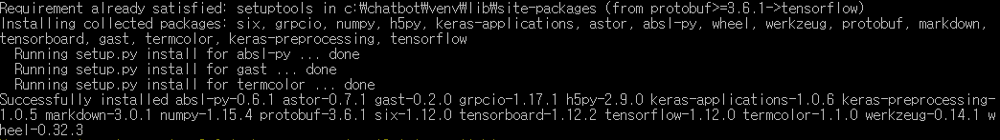 Requirement already satisfied: setuptools in c:₩chatbot₩venv₩lib₩site-packages (from protobuf>=3.6.1->tensorflow)
Installing collected packages: six, grpcio, numpy, h5py, keras-applications, astor, absl-py, wheel, werkzeug, protobuf, markdown,
tensorboard, gast, termcolor, keras-preprocessing, tensorflow
  Running setup.py install for absl-py ... done
  Running setup.py install for gast ... done
  Running setup.py install for termcolor ... done
Successfully installed absl-py-0.6.1 astor-0.7.1 gast-0.2.0 grpcio-1.17.1 h5py-2.9.0 keras-applications-1.0.6 keras-preprocessing-
1.0.5 markdown-3.0.1 numpy-1.15.4 protobuf-3.6.1 six-1.12.0 tensorboard-1.12.2 tensorflow-1.12.0 termcolor-1.1.0 werkzeug-0.14.1 w
heel-0.32.3